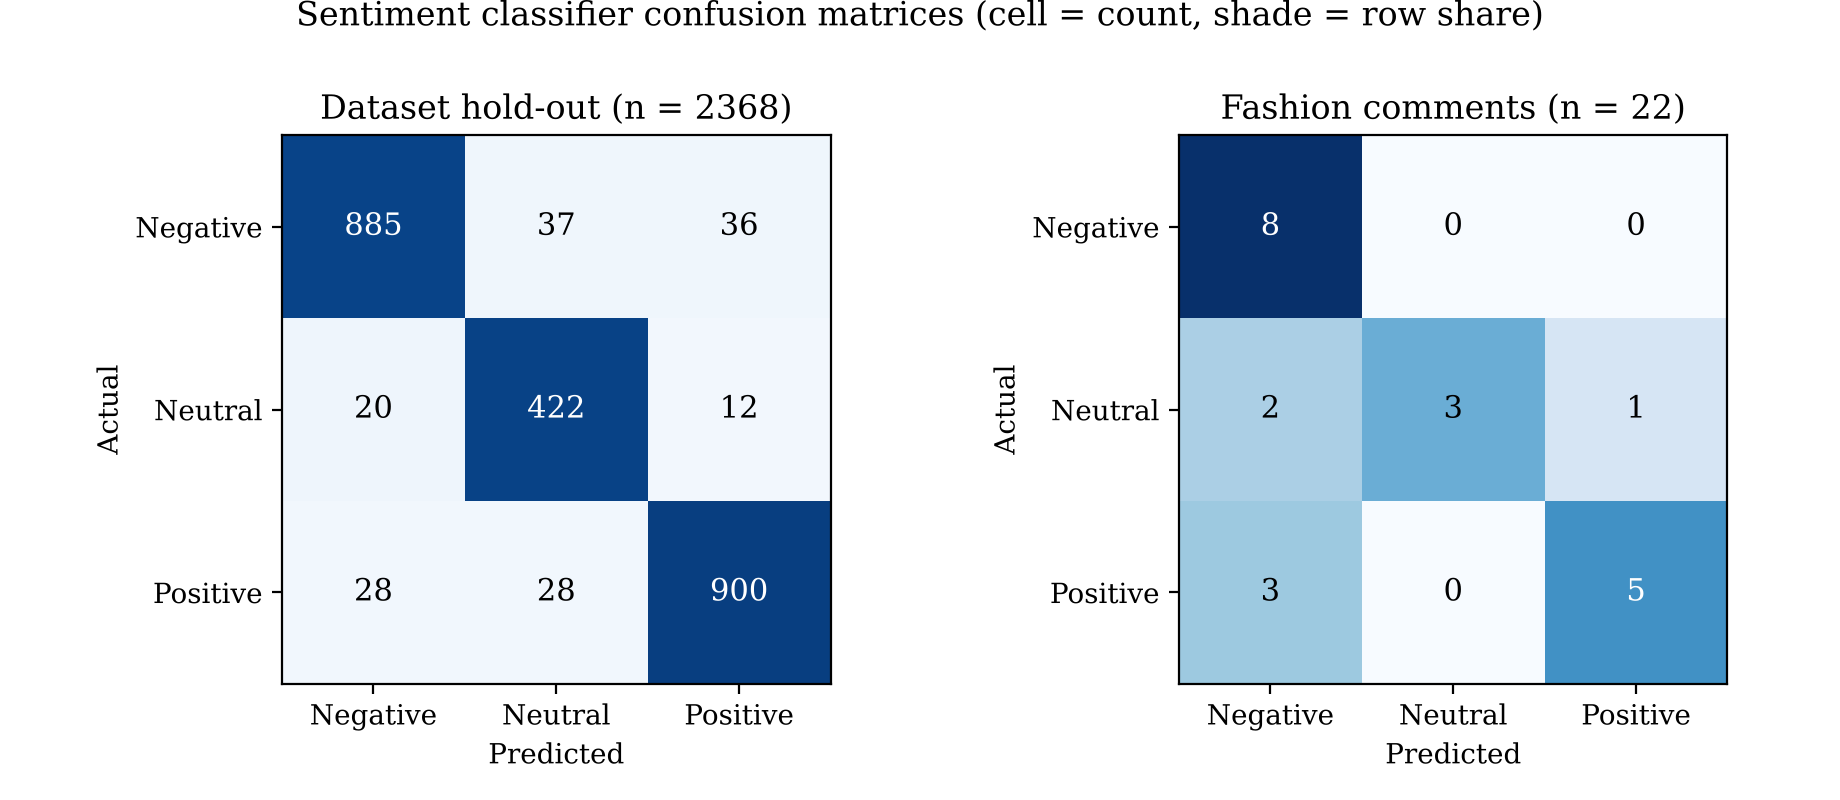 Sentiment classifier confusion matrices (cell = count, shade = row share)
Dataset hold-out (n = 2368)
Actual
Negative
885 37 36
Neutral
20 422 12
Positive
28 28 900
Negative Neutral Positive
Predicted
Fashion comments (n = 22)
Actual
Negative
8 0 0
Neutral
2 3 1
Positive
3 0 5
Negative Neutral Positive
Predicted